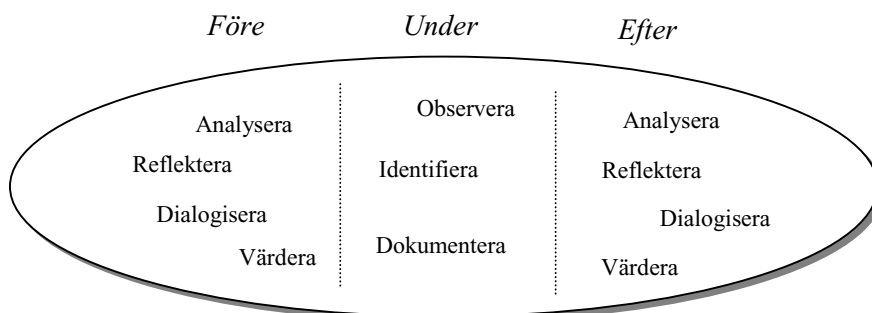 Före
Under
Efter
Analysera
Reflektera
Dialogisera
Värdera
Observera
Identifiera
Dokumentera
Analysera
Reflektera
Dialogisera
Värdera